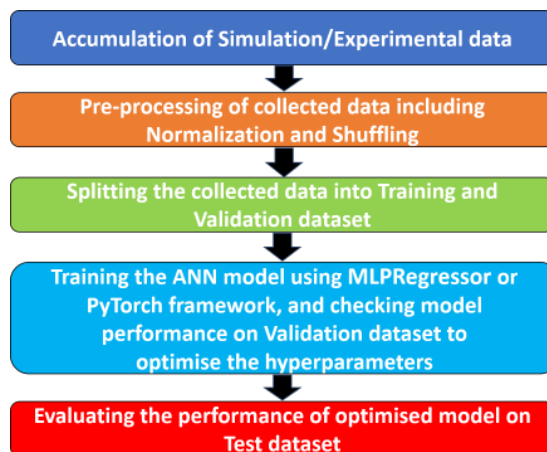 Accumulation of Simulation/Experimental data
Pre-processing of collected data including
Normalization and Shuffling
Splitting the collected data into Training and
Validation dataset
Training the ANN model using MLPRegressor or
PyTorch framework, and checking model
performance on Validation dataset to
optimise the hyperparameters
Evaluating the performance of optimised model on
Test dataset